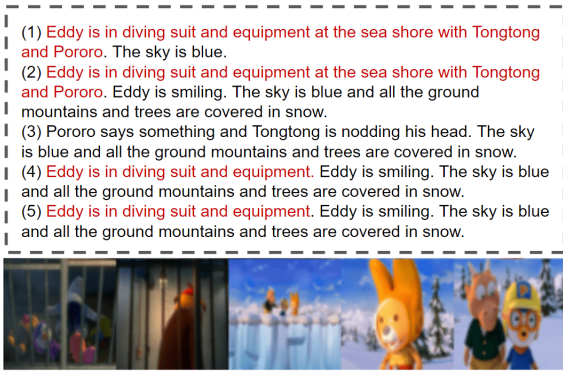 (1) Eddy is in diving suit and equipment at the sea shore with Tongtong
and Pororo. The sky is blue.
(2) Eddy is in diving suit and equipment at the sea shore with Tongtong
and Pororo. Eddy is smiling. The sky is blue and all the ground
mountains and trees are covered in snow.
(3) Pororo says something and Tongtong is nodding his head. The sky
is blue and all the ground mountains and trees are covered in snow.
(4) Eddy is in diving suit and equipment. Eddy is smiling. The sky is blue
and all the ground mountains and trees are covered in snow.
(5) Eddy is in diving suit and equipment. Eddy is smiling. The sky is blue
and all the ground mountains and trees are covered in snow.